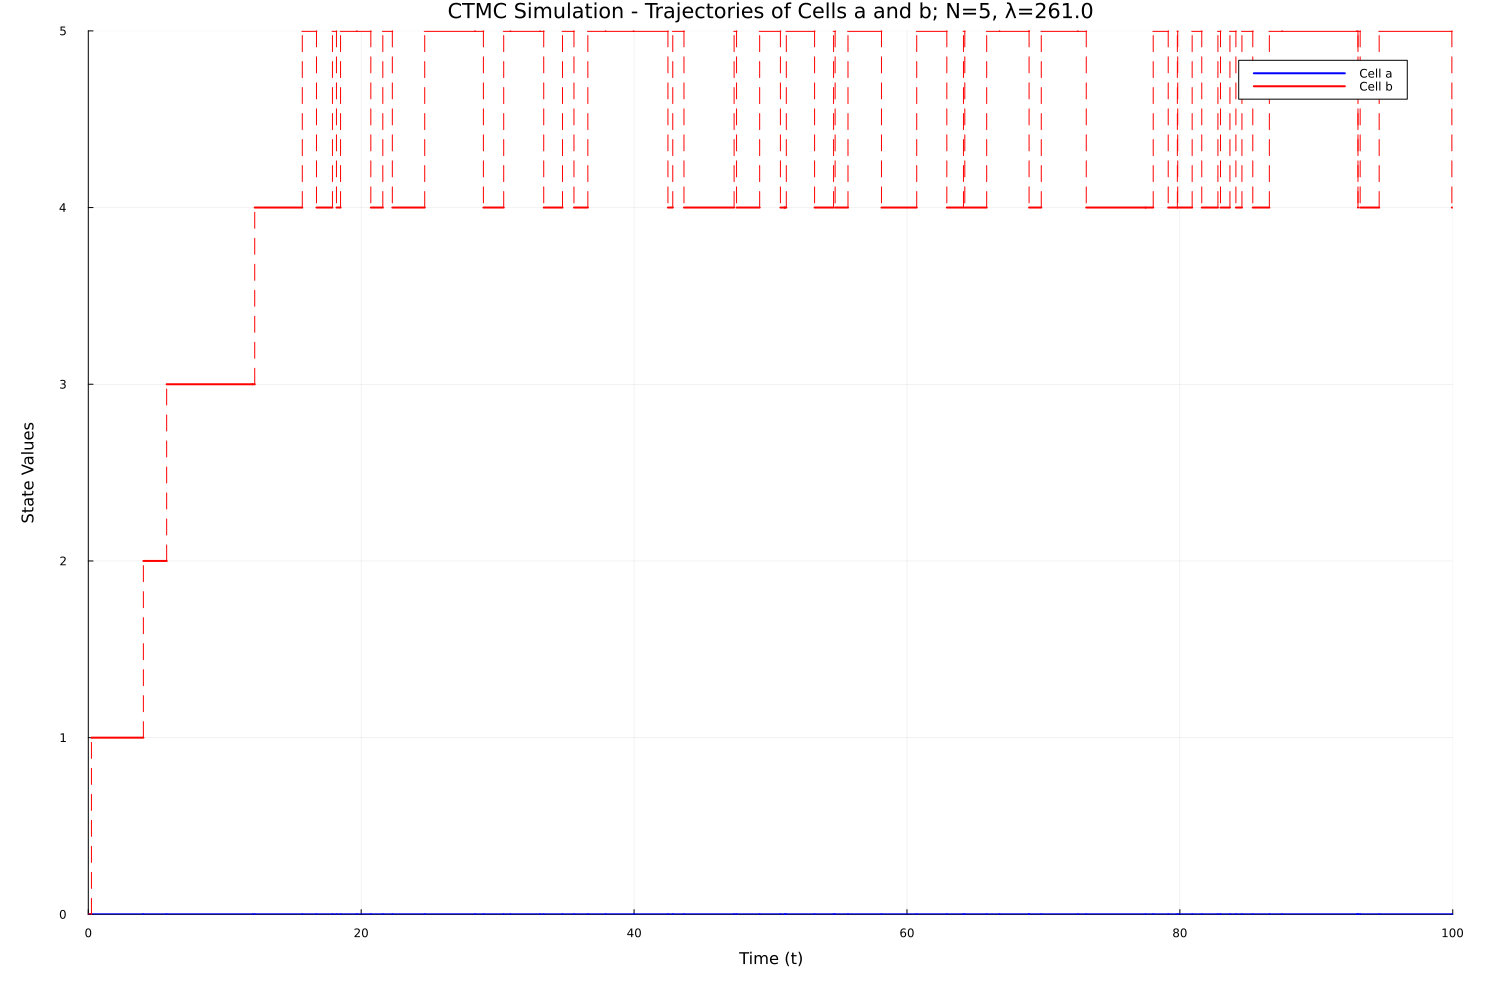 CTMC Simulation - Trajectories of Cells a and b; N=5, λ=261.0
Cell a
Cell b
State Values
5
4
3
2
1
0
0 20 40 60 80 100
Time (t)